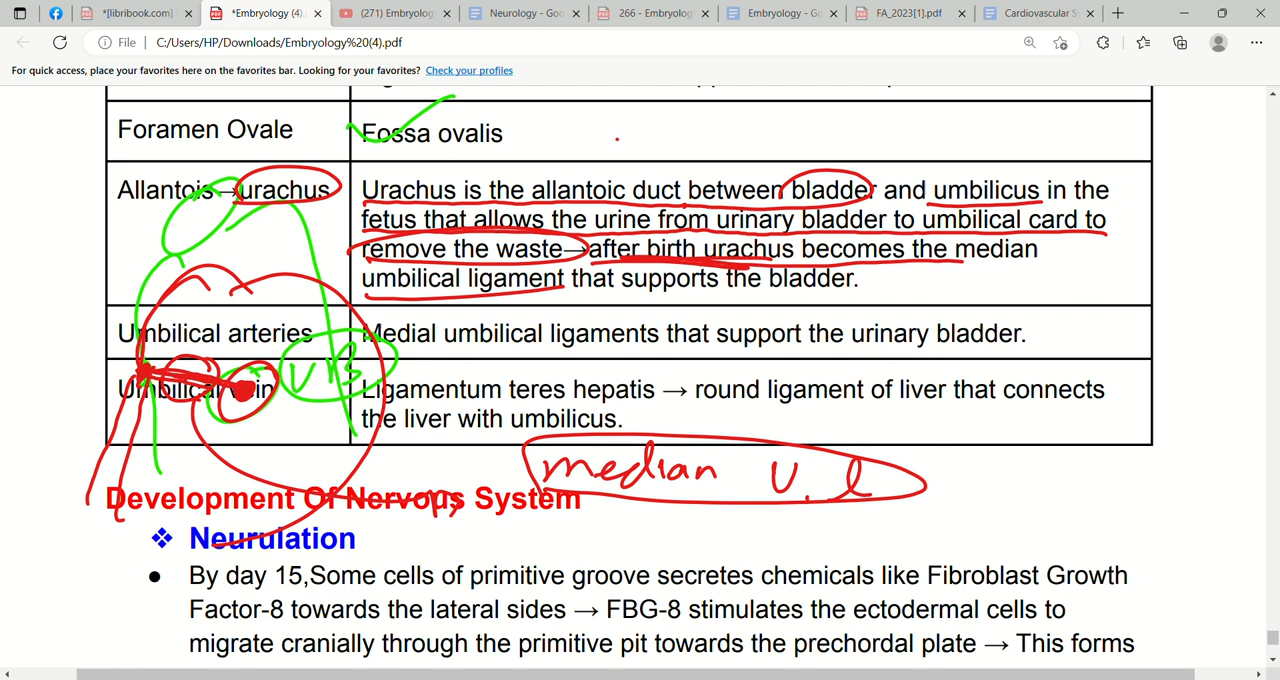 *[libribook.com]
*Embryology (4).
(271) Embryolog
Neurology - Goo
266 - Embryolog
Embryology - Go
FA_2023[1].pdf
Cardiovascular S
File
C:/Users/HP/Downloads/Embryology%20(4).pdf
For quick access, place your favorites here on the favorites bar. Looking for your favorites? Check your profiles
Foramen Ovale
Fossa ovalis
Allantois→urachus
Urachus is the allantoic duct between bladder and umbilicus in the
fetus that allows the urine from urinary bladder to umbilical card to
remove the waste→after birth urachus becomes the median
umbilical ligament that supports the bladder.
Umbilical arteries
Medial umbilical ligaments that support the urinary bladder.
Umbilical vein
UB
Ligamentum teres hepatis → round ligament of liver that connects
the liver with umbilicus.
median U.l
Development Of Nervous System
❖ Neurulation
● By day 15,Some cells of primitive groove secretes chemicals like Fibroblast Growth
Factor-8 towards the lateral sides → FBG-8 stimulates the ectodermal cells to
migrate cranially through the primitive pit towards the prechordal plate → This forms